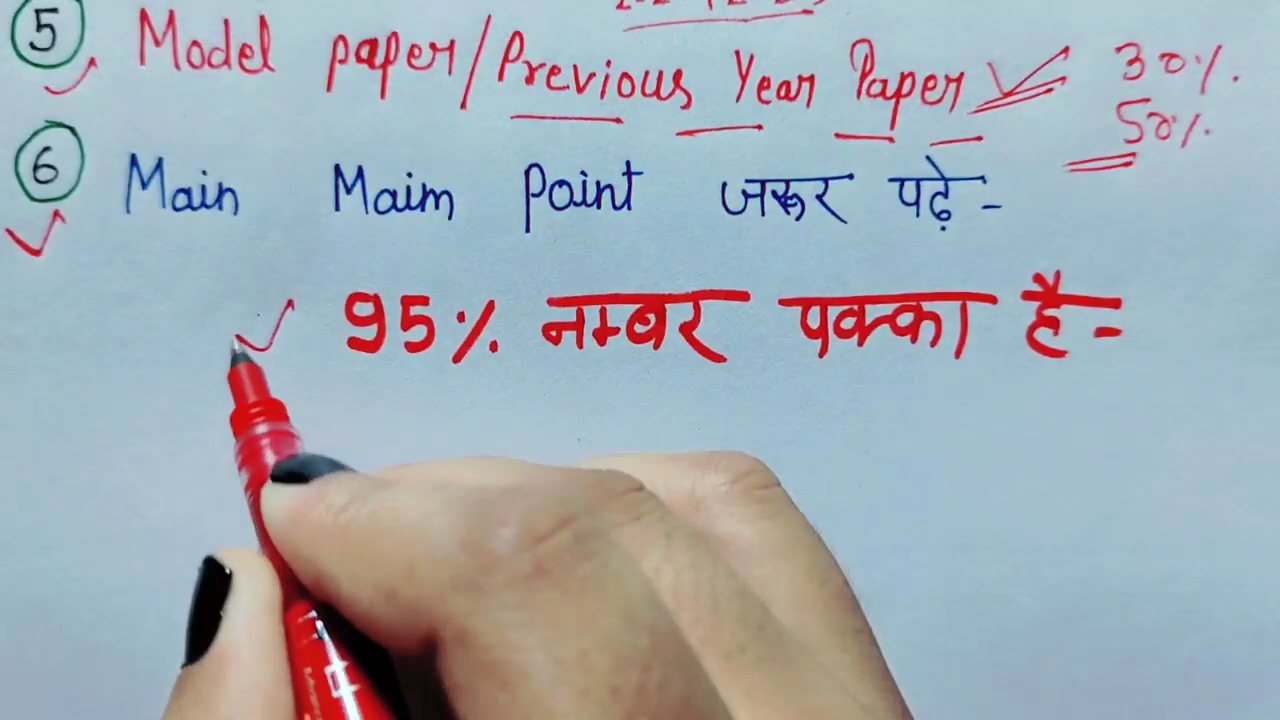 5 Model paper/Previous Year Paper 30%.
50%.
6 Main Maim Point जरूर पढ़े-
95% नम्बर पक्का है-